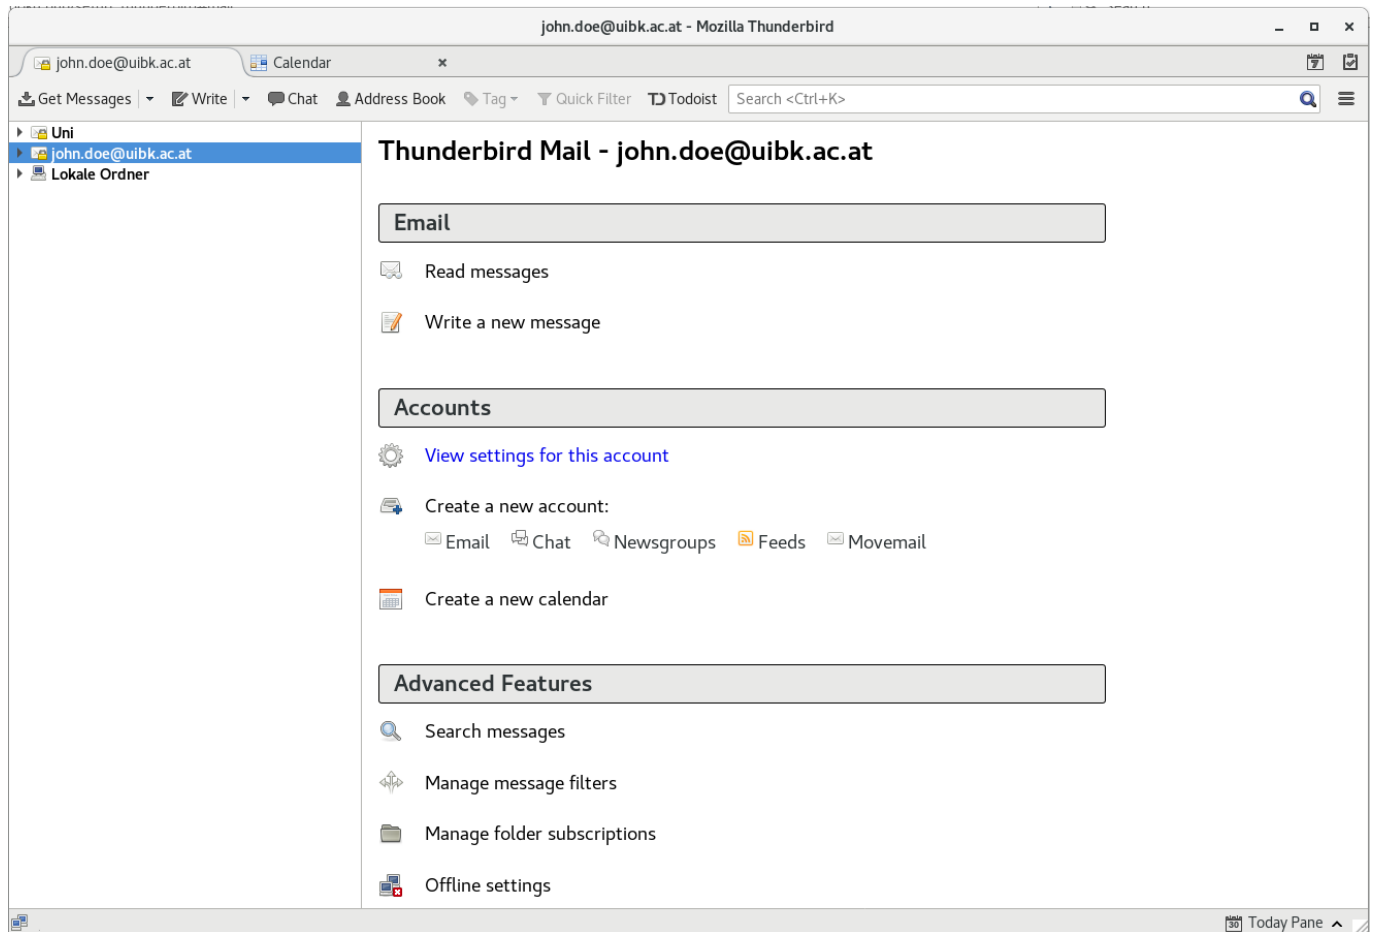 john.doe@uibk.ac.at - Mozilla Thunderbird
john.doe@uibk.ac.at Calendar
7
Get Messages Write Chat Address Book Tag Quick Filter Todoist Search <Ctrl+K>
Uni
john.doe@uibk.ac.at
Lokale Ordner
Thunderbird Mail - john.doe@uibk.ac.at
Email
Read messages
Write a new message
Accounts
View settings for this account
Create a new account:
Email Chat Newsgroups Feeds Movemail
Create a new calendar
Advanced Features
Search messages
Manage message filters
Manage folder subscriptions
Offline settings
30 Today Pane